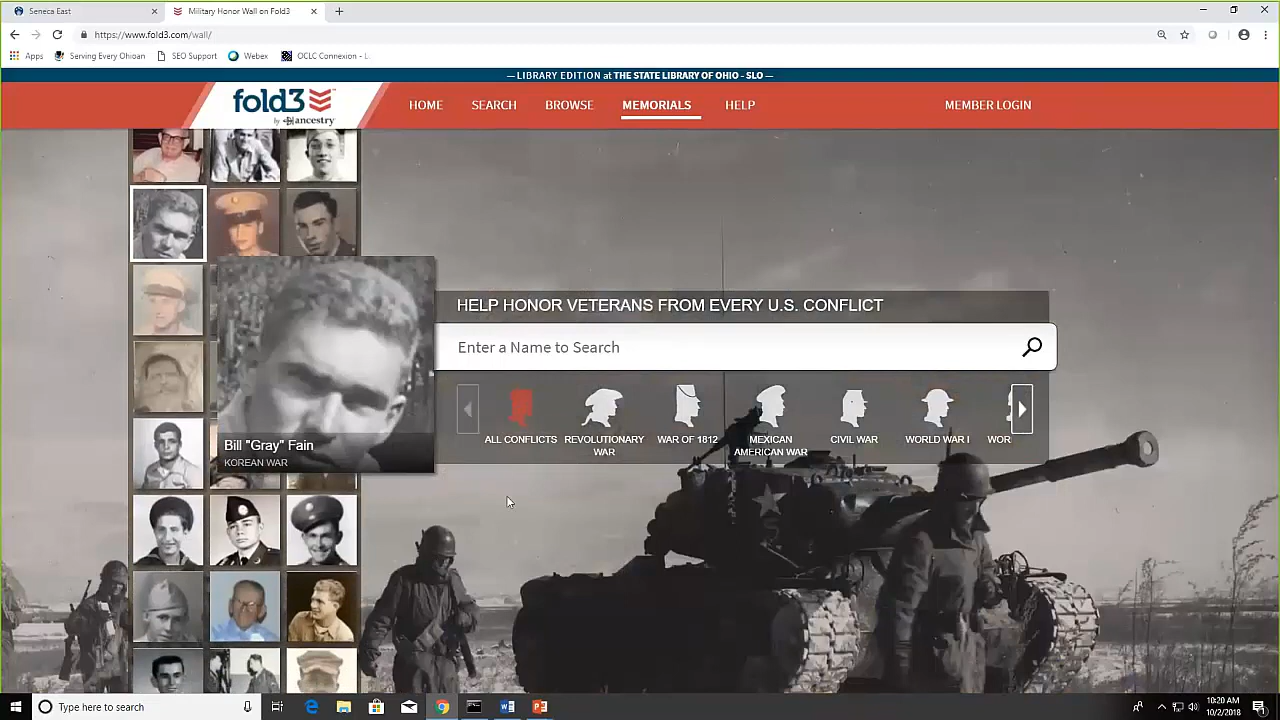 Seneca East
Military Honor Wall on Fold3
https://www.fold3.com/wall/
Apps
Serving Every Ohioan
SEO Support
Webex
OCLC Connexion - L
— LIBRARY EDITION at THE STATE LIBRARY OF OHIO - SLO —
fold3
by ancestry
HOME
SEARCH
BROWSE
MEMORIALS
HELP
MEMBER LOGIN
HELP HONOR VETERANS FROM EVERY U.S. CONFLICT
Enter a Name to Search
ALL CONFLICTS
REVOLUTIONARY
WAR
WAR OF 1812
MEXICAN
AMERICAN WAR
CIVIL WAR
WORLD WAR I
WOR
Bill "Gray" Fain
KOREAN WAR
Type here to search
10:20 AM
10/2/2018